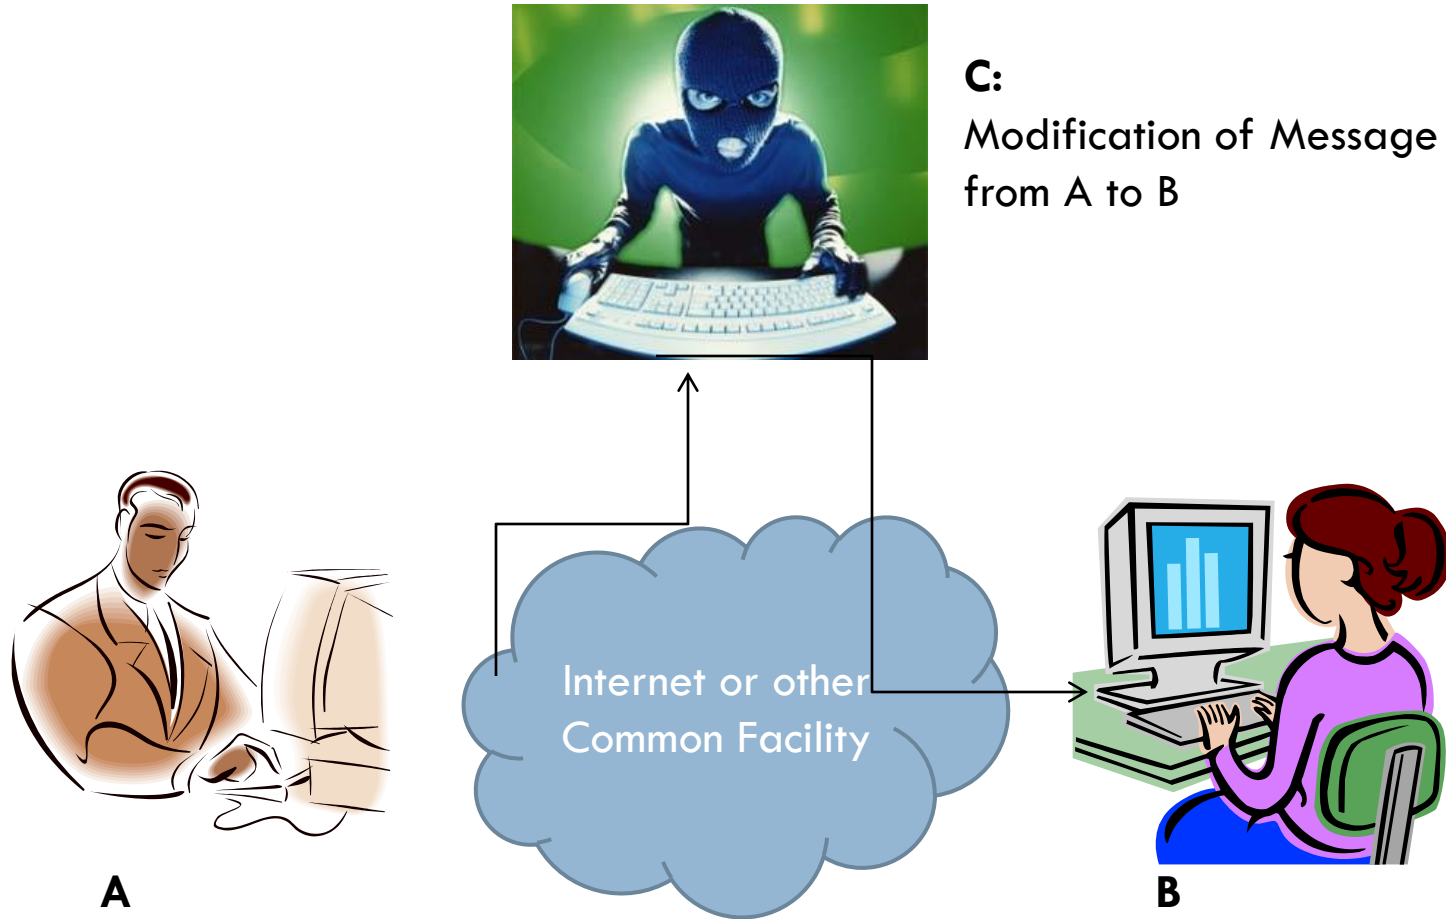 C:
Modification of Message
from A to B
Internet or other
Common Facility
A
B